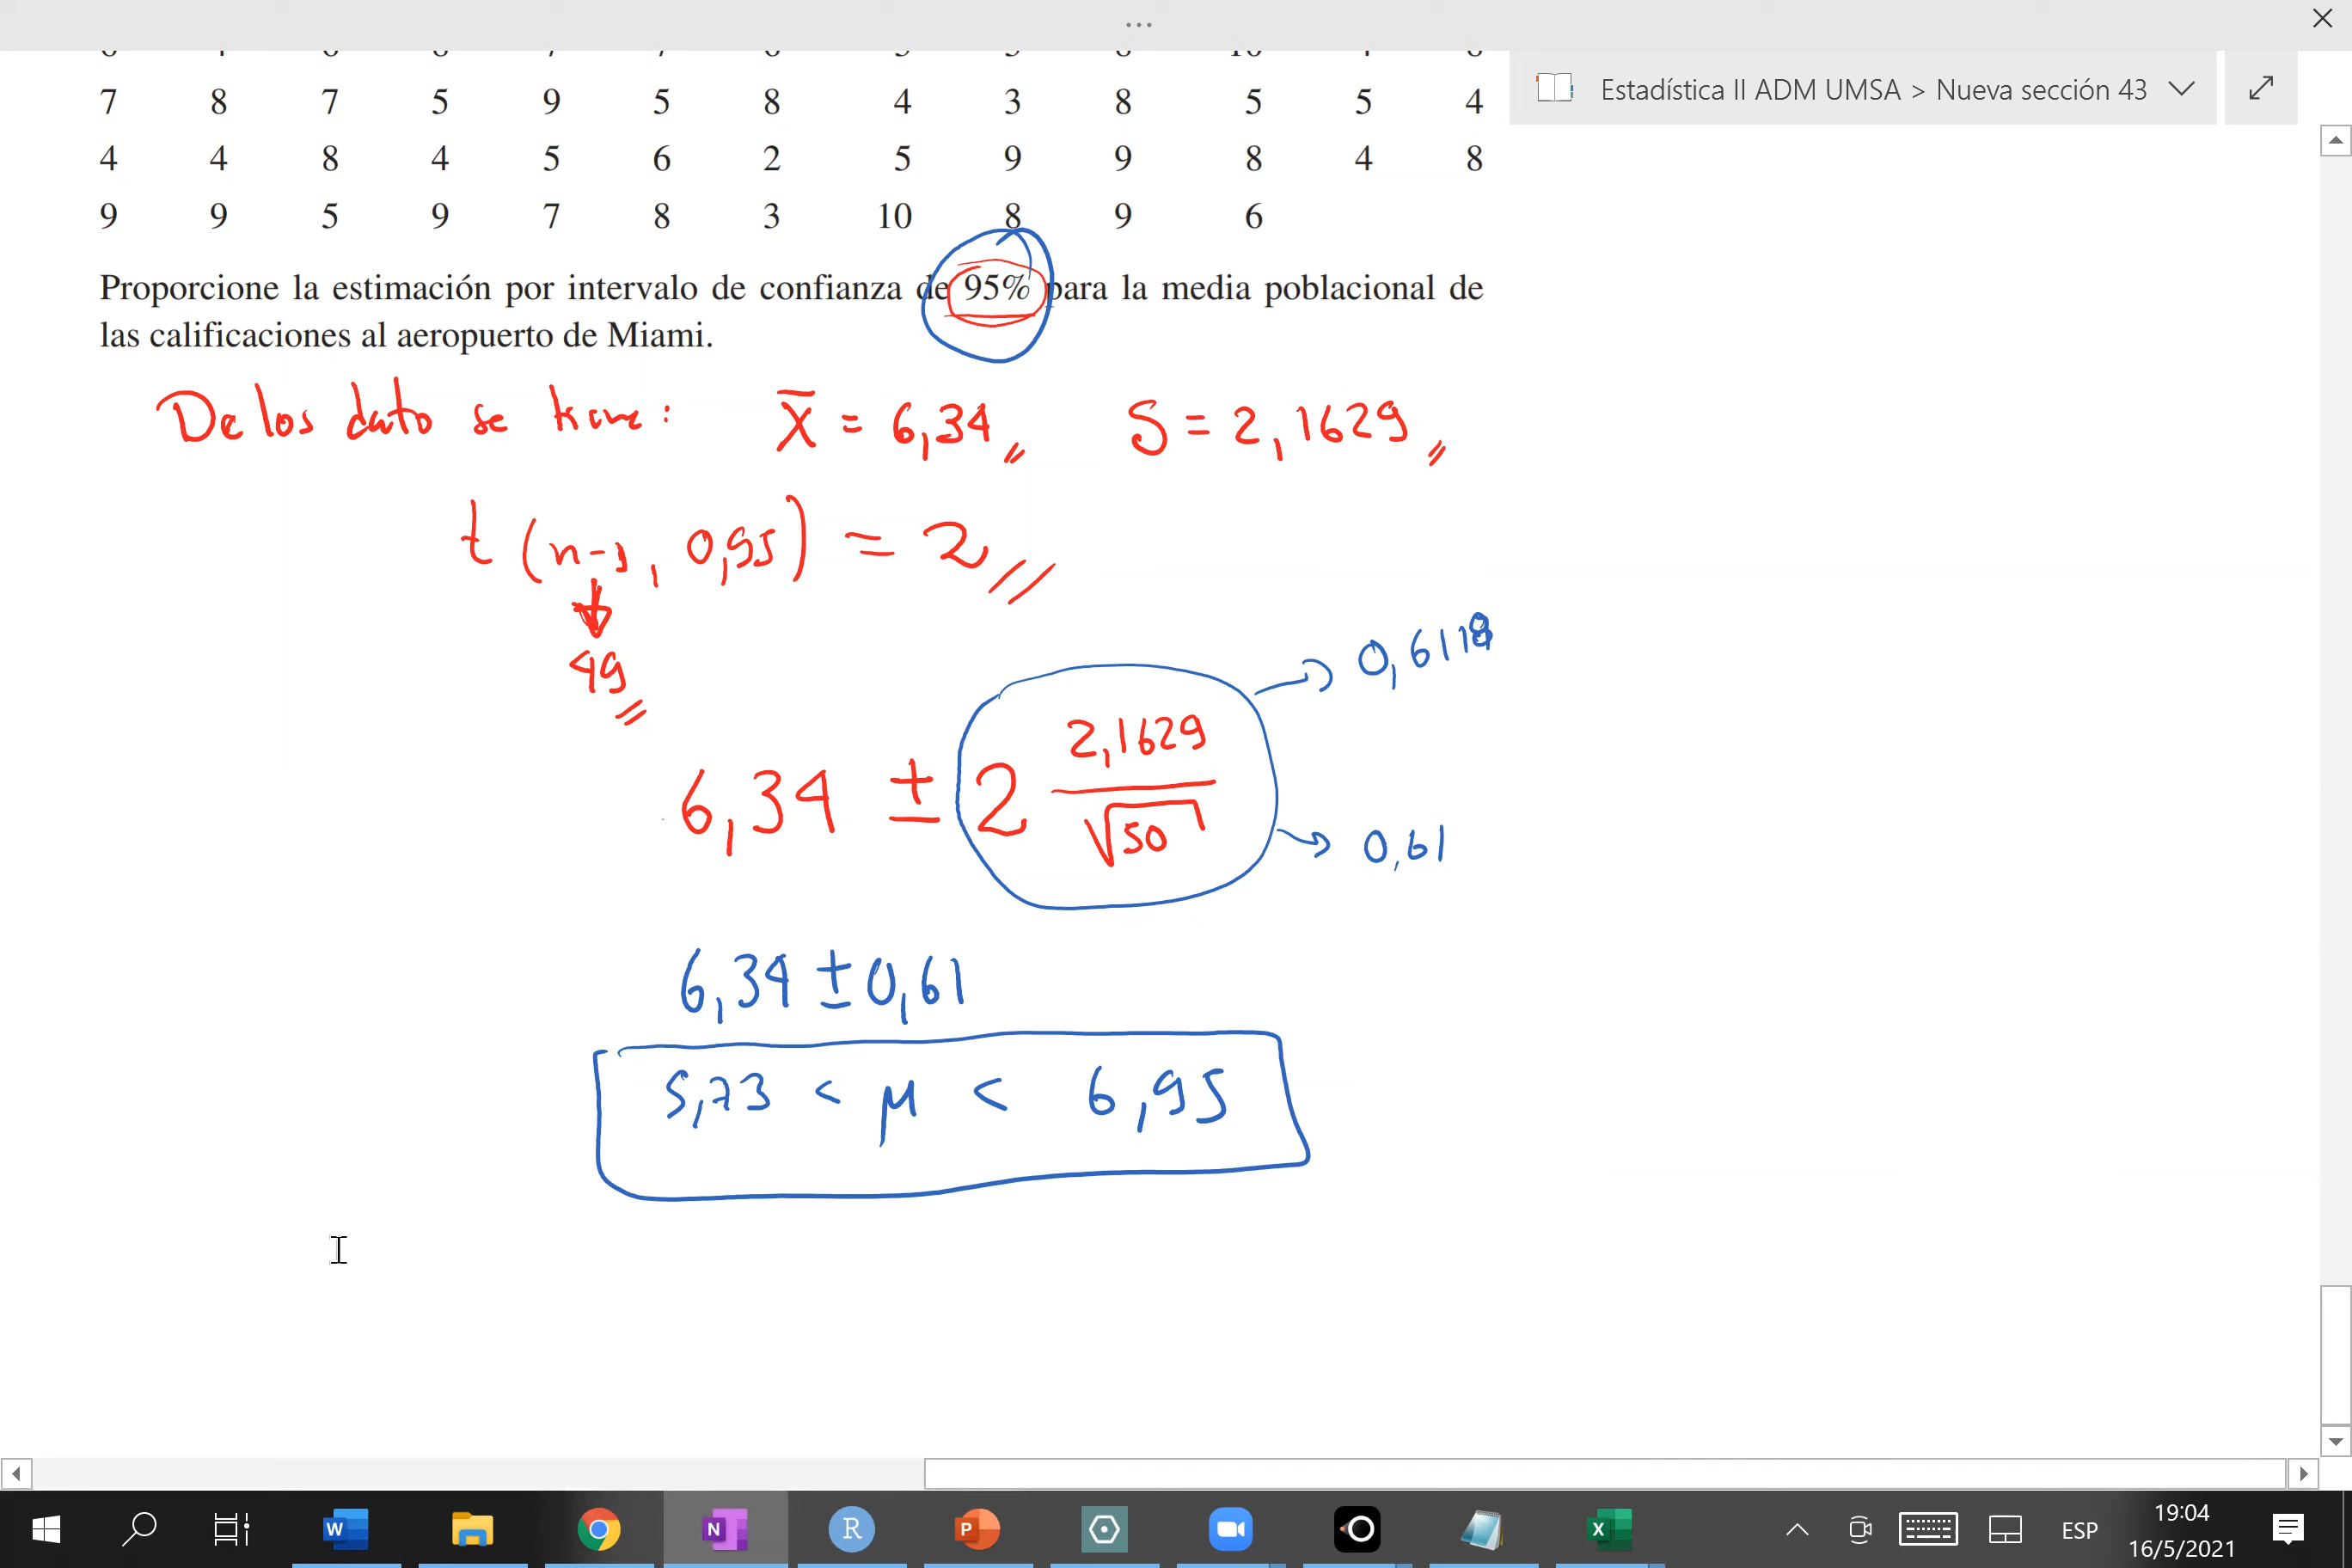 Estadística II ADM UMSA > Nueva sección 43
7 8 7 5 9 5 8 4 3 8 5 5 4
4 4 8 4 5 6 2 5 9 9 8 4 8
9 9 5 9 7 8 3 10 8 9 6
Proporcione la estimación por intervalo de confianza de 95% para la media poblacional de
las calificaciones al aeropuerto de Miami.
De los dato se tiene: X̅ = 6,34 S = 2,1629
t (n-1, 0,95) = 2
49
0,6118
6,34 ± 2 2,1629 / √50
0,61
6,34 ± 0,61
5,73 < μ < 6,95
ESP
19:04
16/5/2021